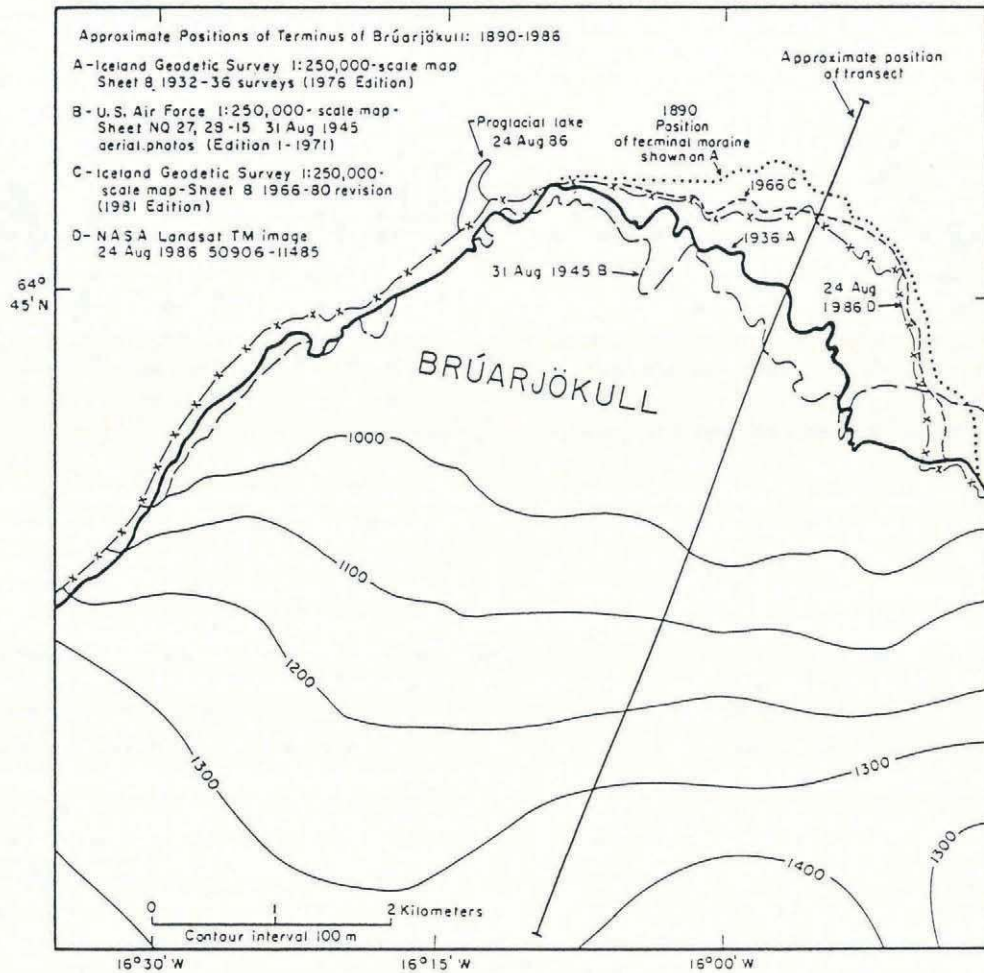 Approximate Positions of Terminus of Brúarjökull: 1890-1986
A-Iceland Geodetic Survey 1:250,000-scale map
Sheet 8 1932-36 surveys (1976 Edition)
B-U.S. Air Force 1:250,000-scale map-
Sheet NQ 27, 28-15 31 Aug 1945
aerial photos (Edition 1-1971)
C-Iceland Geodetic Survey 1:250,000-
scale map-Sheet 8 1966-80 revision
(1981 Edition)
D-NASA Landsat TM image
24 Aug 1986 50906-11485
Approximate position
of transect
Proglacial lake
24 Aug 86
1890
Position
of terminal moraine
shown on A
1966 C
1936 A
31 Aug 1945 B
24 Aug
1986 D
64°
45' N
BRÚARJÖKULL
1000
1100
1200
1300
1300
1300
1400
0 1 2 Kilometers
Contour interval 100 m
16°30' W
16°15' W
16°00' W